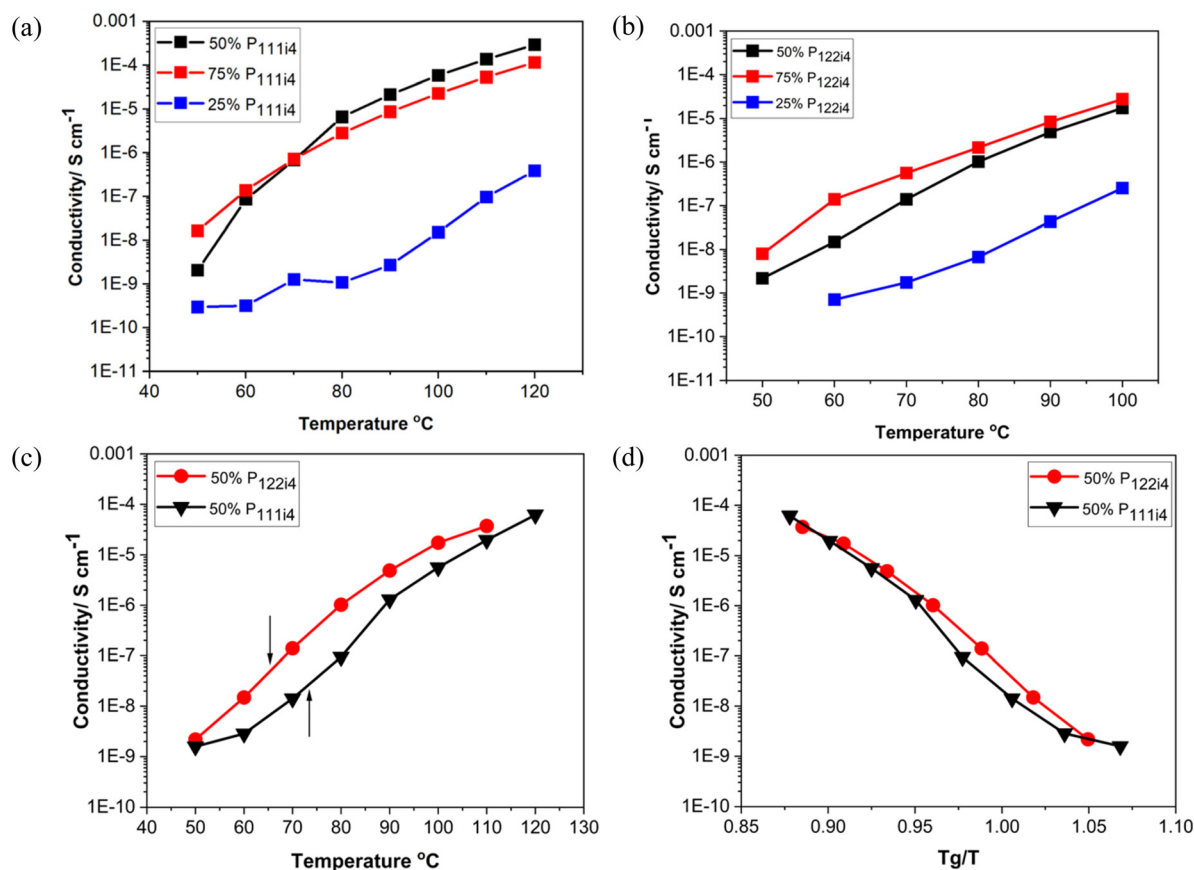 (a)
0.001
1E-4
1E-5
1E-6
1E-7
1E-8
1E-9
1E-10
1E-11
Conductivity/ S cm⁻¹
50% P₁₁₁ᵢ₄
75% P₁₁₁ᵢ₄
25% P₁₁₁ᵢ₄
40 50 60 70 80 90 100 110 120
Temperature ºC
(b)
0.001
1E-4
1E-5
1E-6
1E-7
1E-8
1E-9
1E-10
1E-11
Conductivity/ S cm⁻¹
50% P₁₂₂ᵢ₄
75% P₁₂₂ᵢ₄
25% P₁₂₂ᵢ₄
50 60 70 80 90 100
Temperature ºC
(c)
0.001
1E-4
1E-5
1E-6
1E-7
1E-8
1E-9
1E-10
Conductivity/ S cm⁻¹
50% P₁₂₂ᵢ₄
50% P₁₁₁ᵢ₄
40 50 60 70 80 90 100 110 120 130
Temperature ºC
(d)
0.001
1E-4
1E-5
1E-6
1E-7
1E-8
1E-9
1E-10
Conductivity/ S cm⁻¹
50% P₁₂₂ᵢ₄
50% P₁₁₁ᵢ₄
0.85 0.90 0.95 1.00 1.05 1.10
Tg/T